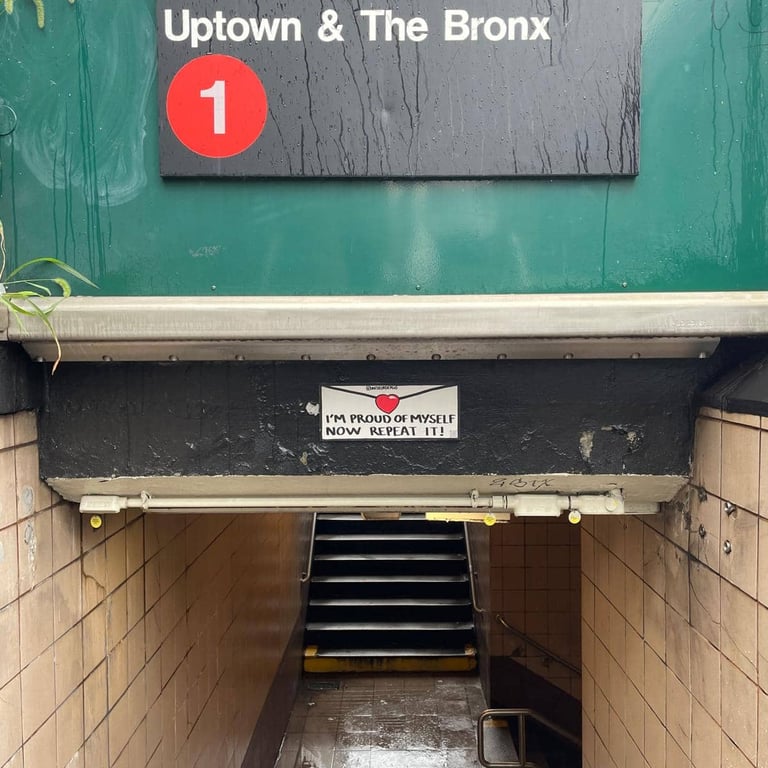 Uptown & The Bronx
1
I'M PROUD OF MYSELF
NOW REPEAT IT!